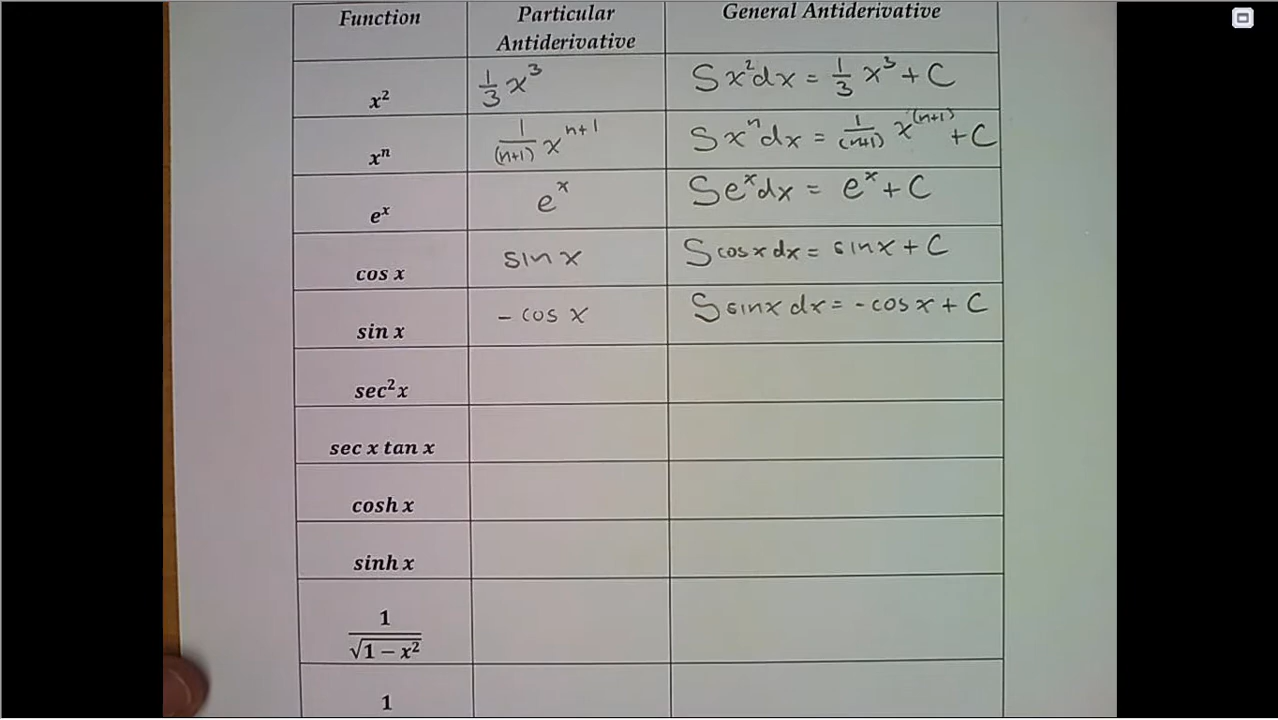 Function Particular Antiderivative General Antiderivative
x² 1/3 x³ ∫x²dx = 1/3 x³ + C
xⁿ 1/(n+1) xⁿ⁺¹ ∫xⁿdx = 1/(n+1) x⁽ⁿ⁺¹⁾ + C
eˣ eˣ ∫eˣdx = eˣ + C
cos x sin x ∫cos x dx = sin x + C
sin x - cos x ∫sin x dx = - cos x + C
sec²x
sec x tan x
cosh x
sinh x
1/√(1 − x²)
1